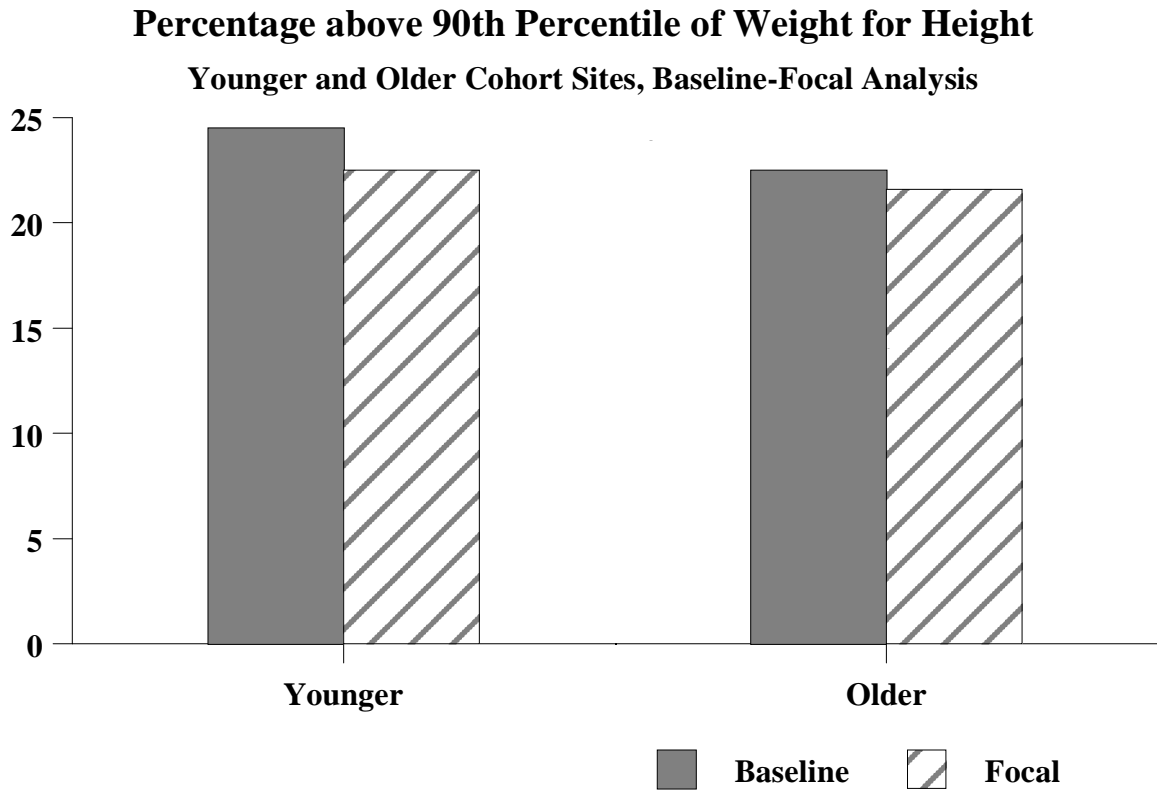 Percentage above 90th Percentile of Weight for Height
Younger and Older Cohort Sites, Baseline-Focal Analysis
25
20
15
10
5
0
Younger Older
Baseline Focal